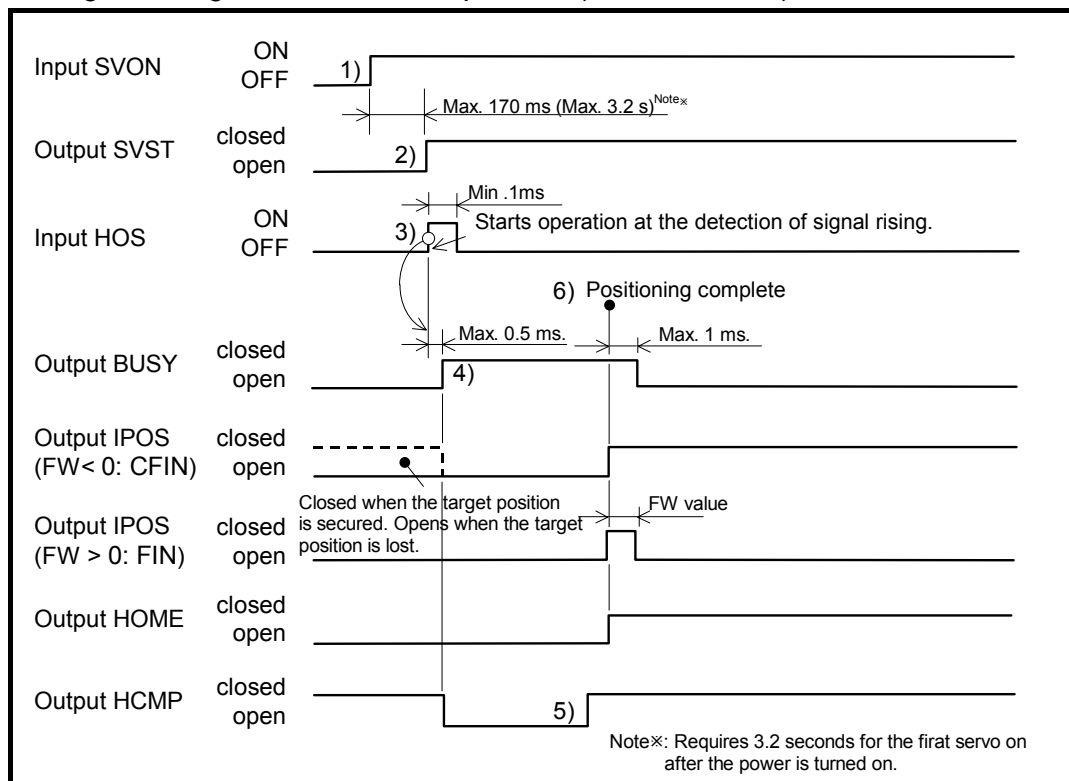 Input SVON
ON
OFF
1)
Max. 170 ms (Max. 3.2 s)Note※
Output SVST
closed
open
2)
Min .1ms
Input HOS
ON
OFF
3)
Starts operation at the detection of signal rising.
6) Positioning complete
Max. 0.5 ms.
Max. 1 ms.
Output BUSY
closed
open
4)
Output IPOS
(FW< 0: CFIN)
closed
open
Closed when the target position
is secured. Opens when the target
position is lost.
FW value
Output IPOS
(FW > 0: FIN)
closed
open
Output HOME
closed
open
Output HCMP
closed
open
5)
Note※: Requires 3.2 seconds for the firat servo on
after the power is turned on.